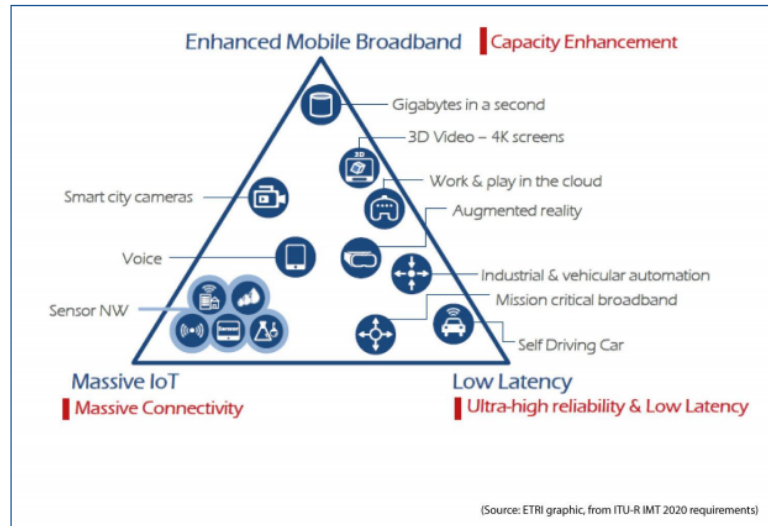 Enhanced Mobile Broadband
Capacity Enhancement
Gigabytes in a second
3D Video – 4K screens
3D
Work & play in the cloud
Smart city cameras
Augmented reality
Voice
Industrial & vehicular automation
Mission critical broadband
Sensor NW
Sensor
Self Driving Car
Massive IoT
Low Latency
Massive Connectivity
Ultra-high reliability & Low Latency
(Source: ETRI graphic, from ITU-R IMT 2020 requirements)